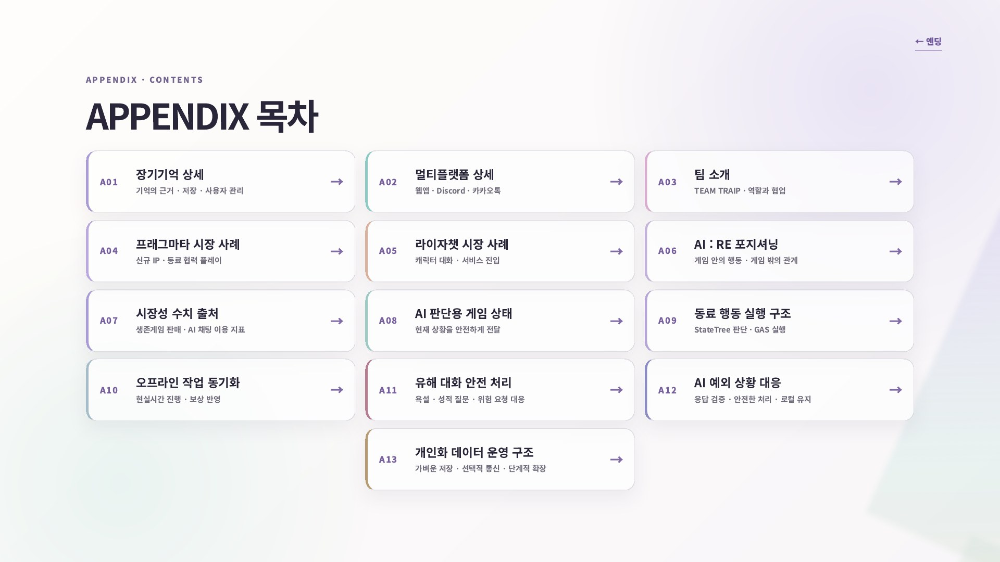 ← 엔딩
APPENDIX · CONTENTS
APPENDIX 목차
A01
장기기억 상세
기억의 근거 · 저장 · 사용자 관리
→
A02
멀티플랫폼 상세
웹앱 · Discord · 카카오톡
→
A03
팀 소개
TEAM TRAIP · 역할과 협업
→
A04
프래그마타 시장 사례
신규 IP · 동료 협력 플레이
→
A05
라이자챗 시장 사례
캐릭터 대화 · 서비스 진입
→
A06
AI : RE 포지셔닝
게임 안의 행동 · 게임 밖의 관계
→
A07
시장성 수치 출처
생존게임 판매 · AI 채팅 이용 지표
→
A08
AI 판단용 게임 상태
현재 상황을 안전하게 전달
→
A09
동료 행동 실행 구조
StateTree 판단 · GAS 실행
→
A10
오프라인 작업 동기화
현실시간 진행 · 보상 반영
→
A11
유해 대화 안전 처리
욕설 · 성적 질문 · 위험 요청 대응
→
A12
AI 예외 상황 대응
응답 검증 · 안전한 처리 · 로컬 유지
→
A13
개인화 데이터 운영 구조
가벼운 저장 · 선택적 통신 · 단계적 확장
→